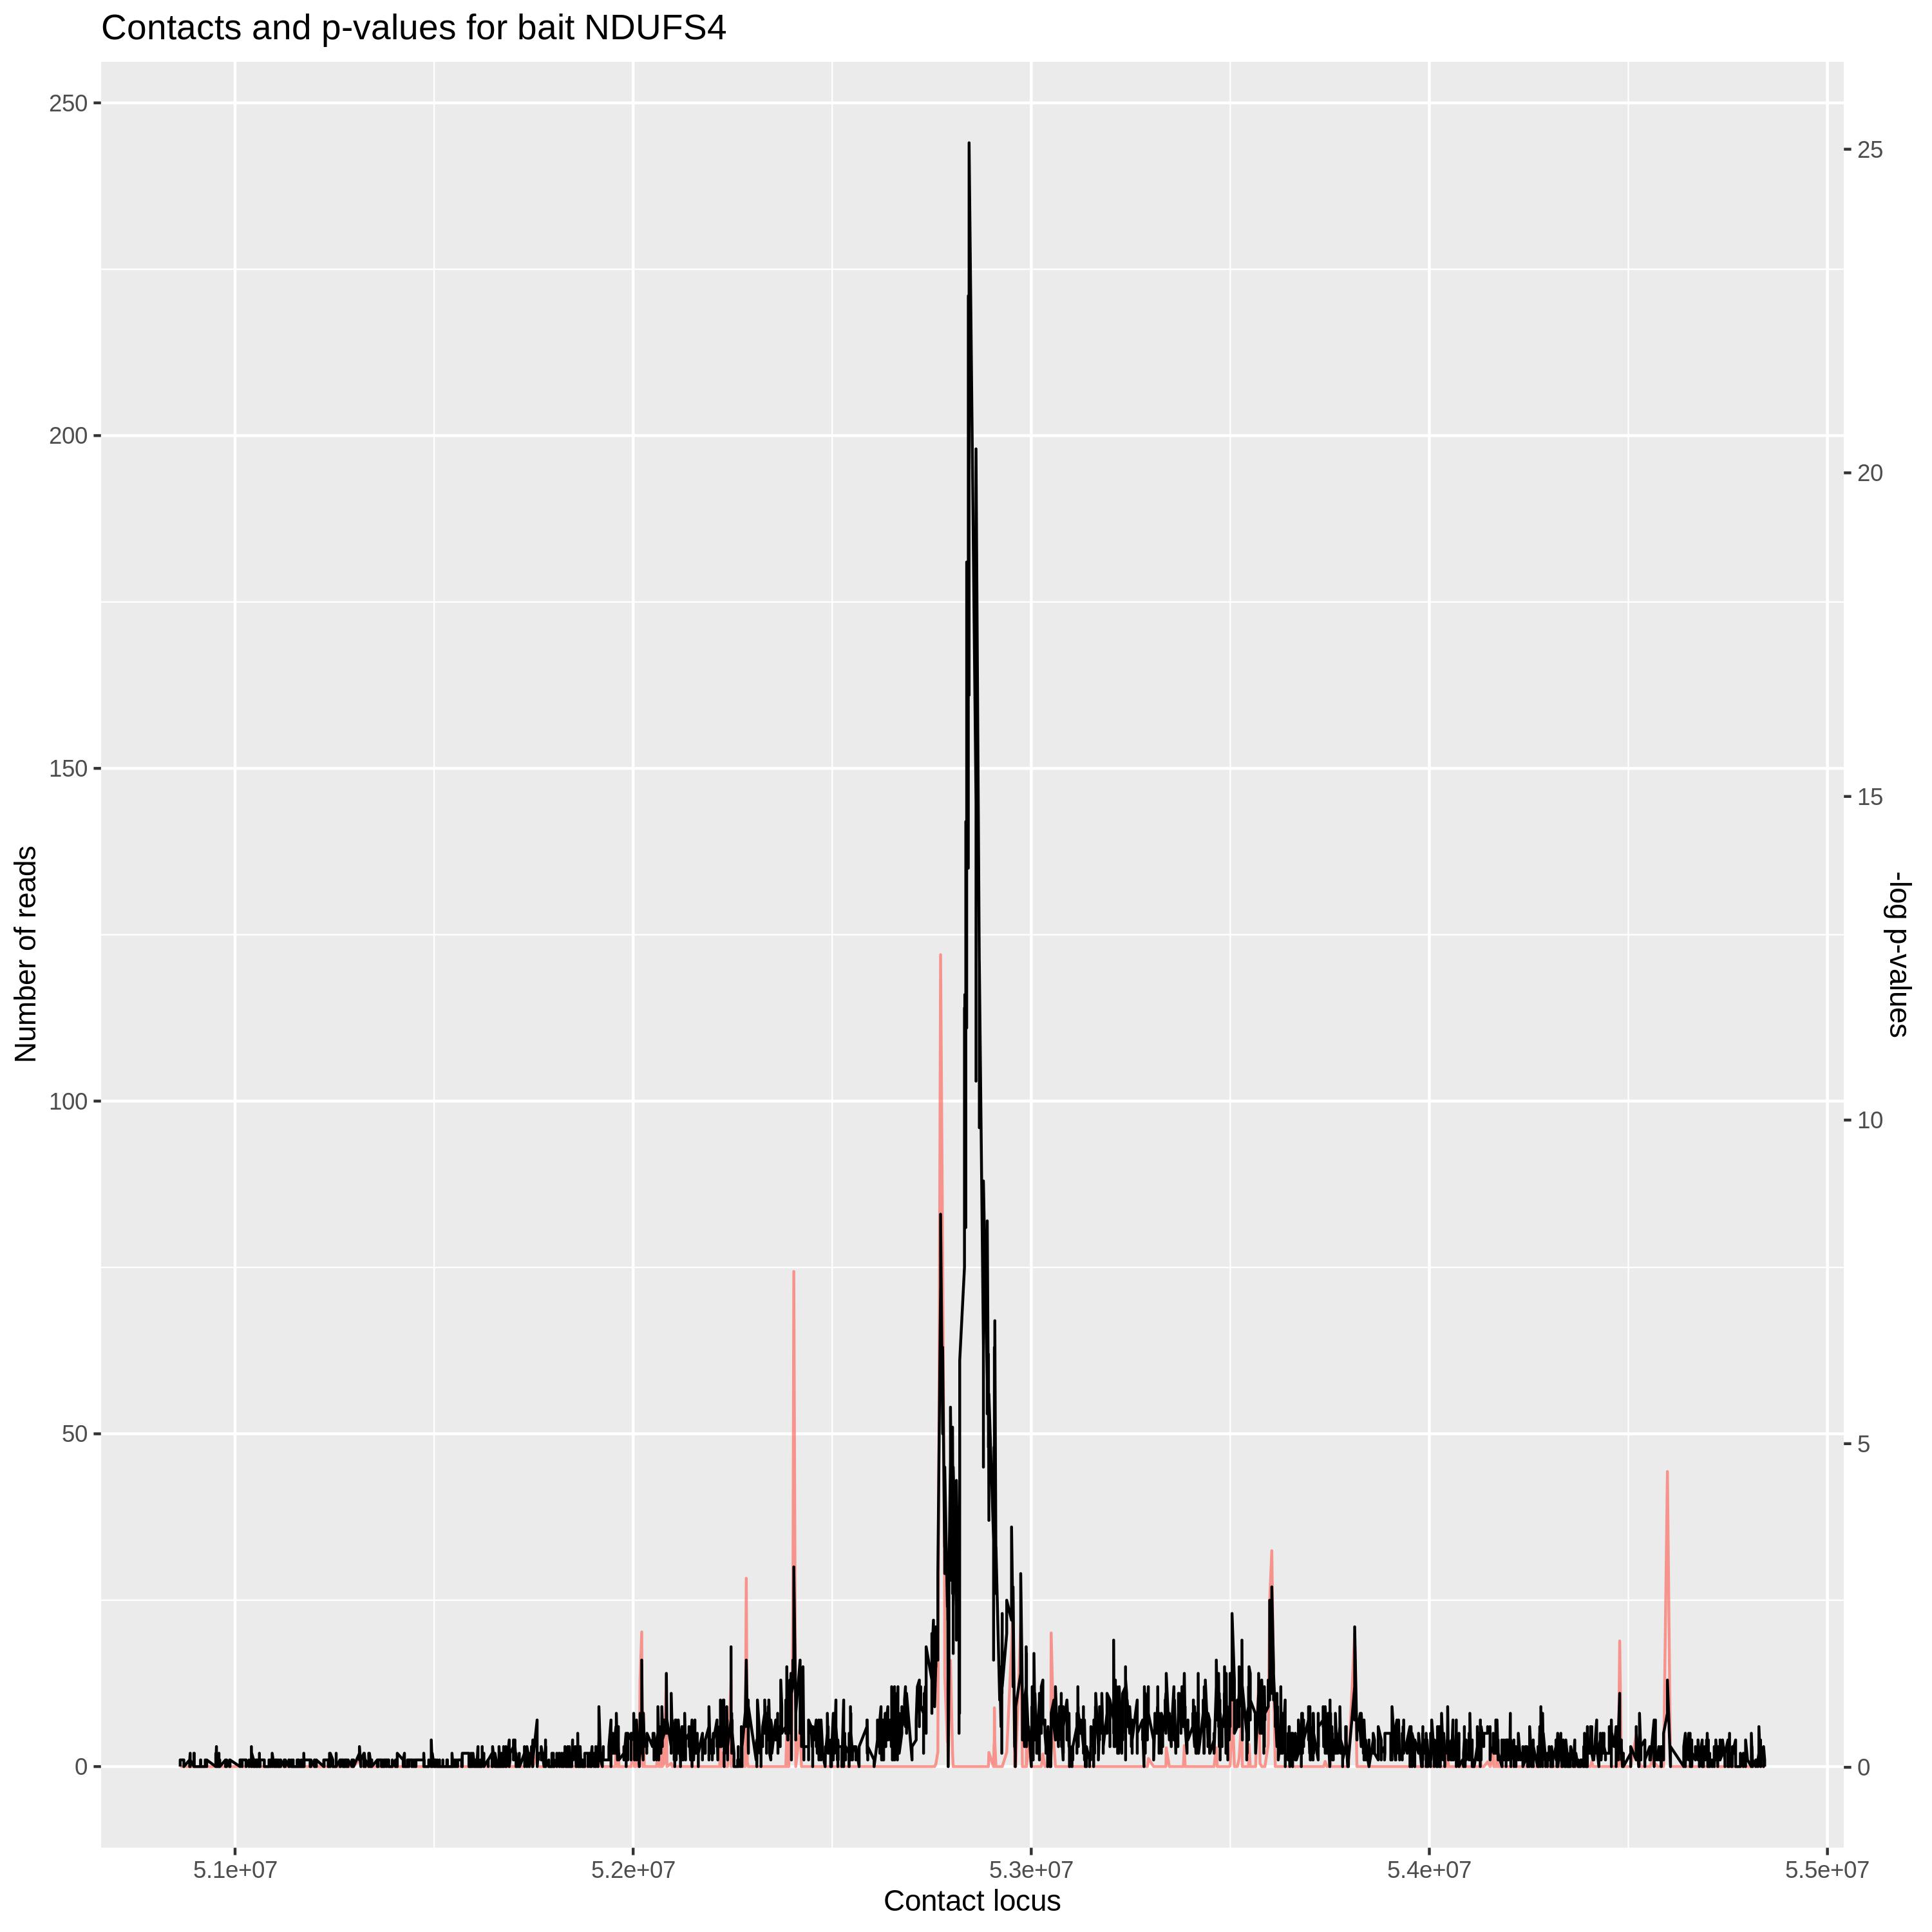 Contacts and p-values for bait NDUFS4
250
200
150
100
50
0
Number of reads
25
20
15
10
5
0
-log p-values
5.1e+07
5.2e+07
5.3e+07
5.4e+07
5.5e+07
Contact locus